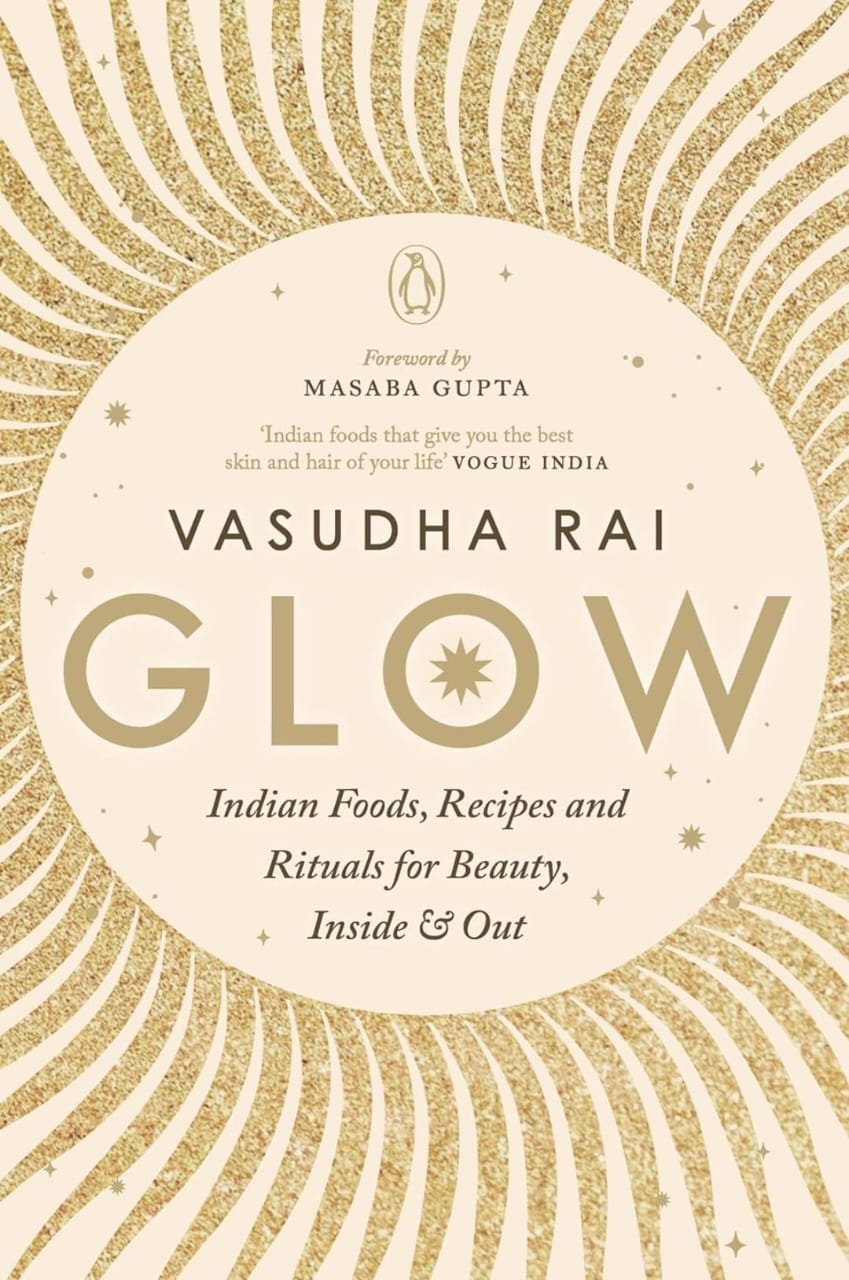 Foreword by
MASABA GUPTA
‘Indian foods that give you the best
skin and hair of your life’ VOGUE INDIA
VASUDHA RAI
GLOW
Indian Foods, Recipes and
Rituals for Beauty,
Inside & Out